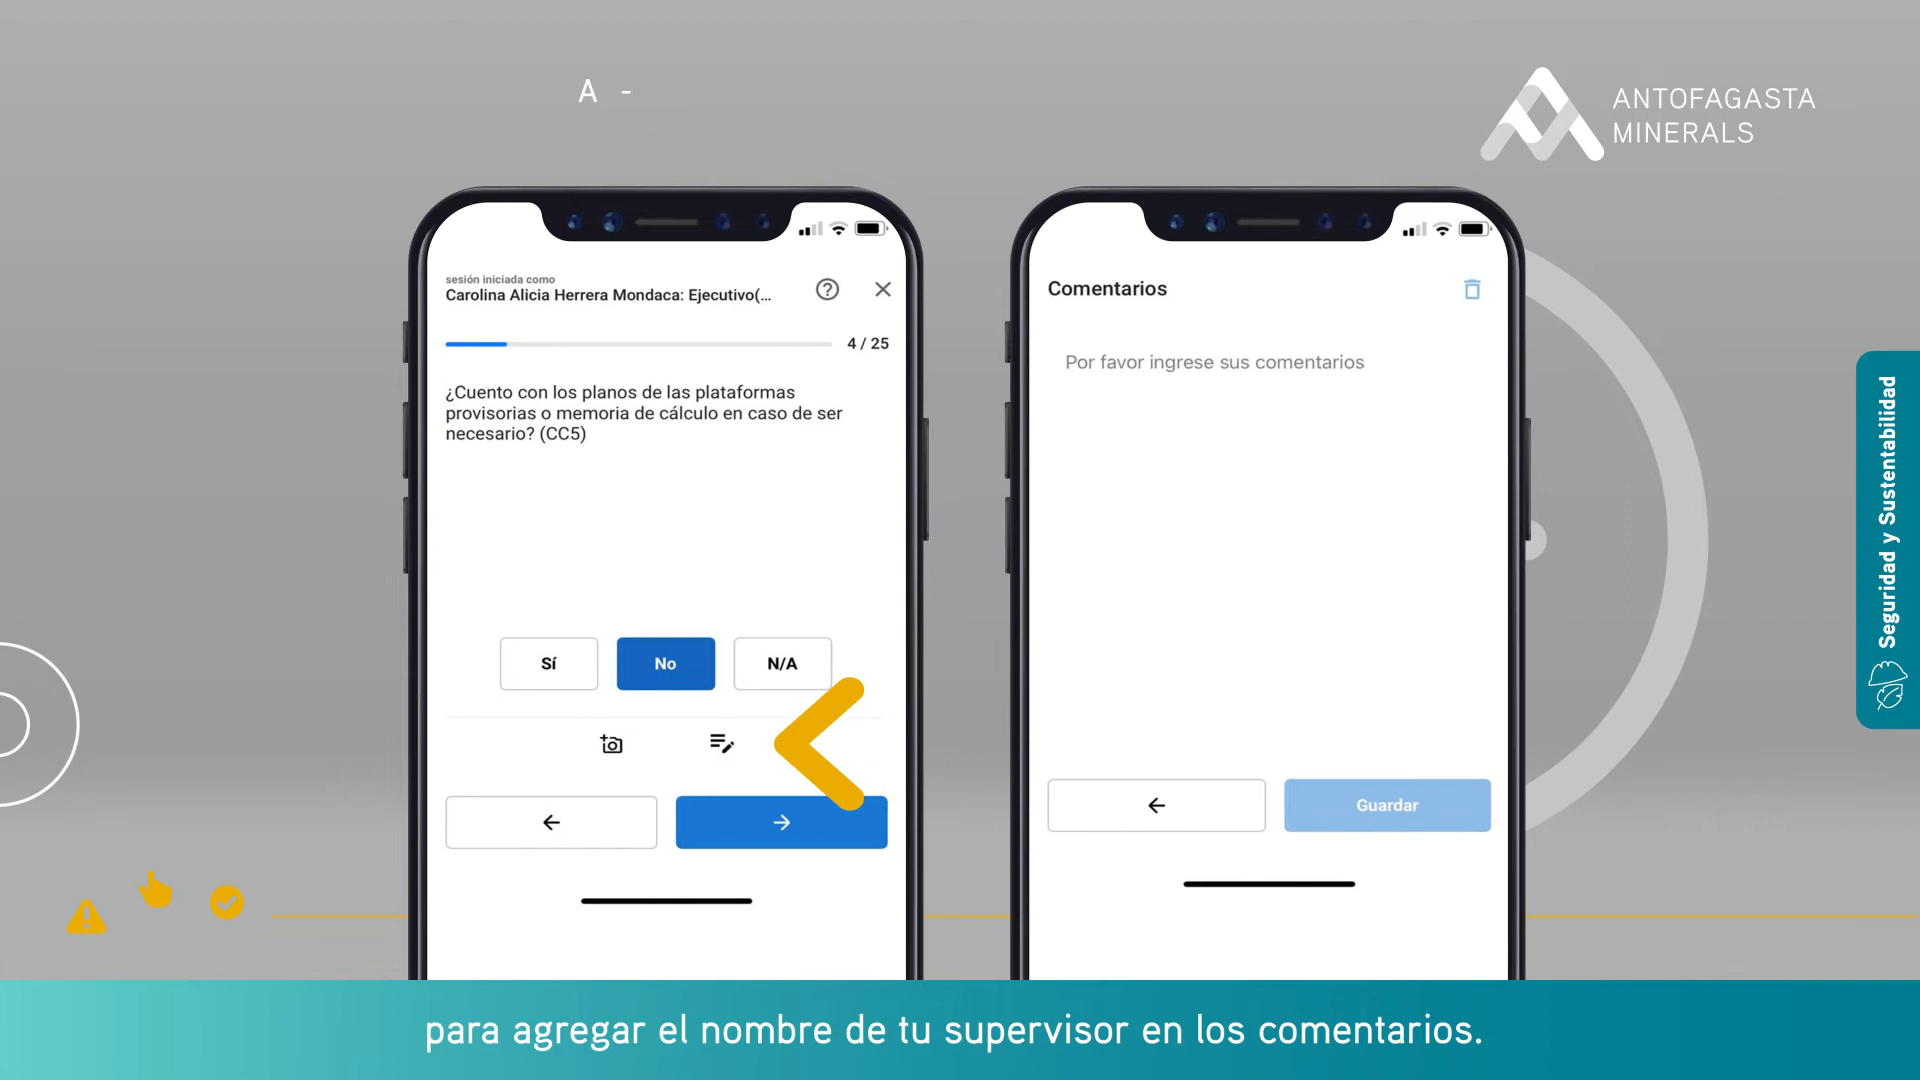 A -
ANTOFAGASTA
MINERALS
sesión iniciada como
Carolina Alicia Herrera Mondaca: Ejecutivo(...
4 / 25
¿Cuento con los planos de las plataformas
provisorias o memoria de cálculo en caso de ser
necesario? (CC5)
Sí
No
N/A
Comentarios
Por favor ingrese sus comentarios
Guardar
Seguridad y Sustentabilidad
para agregar el nombre de tu supervisor en los comentarios.